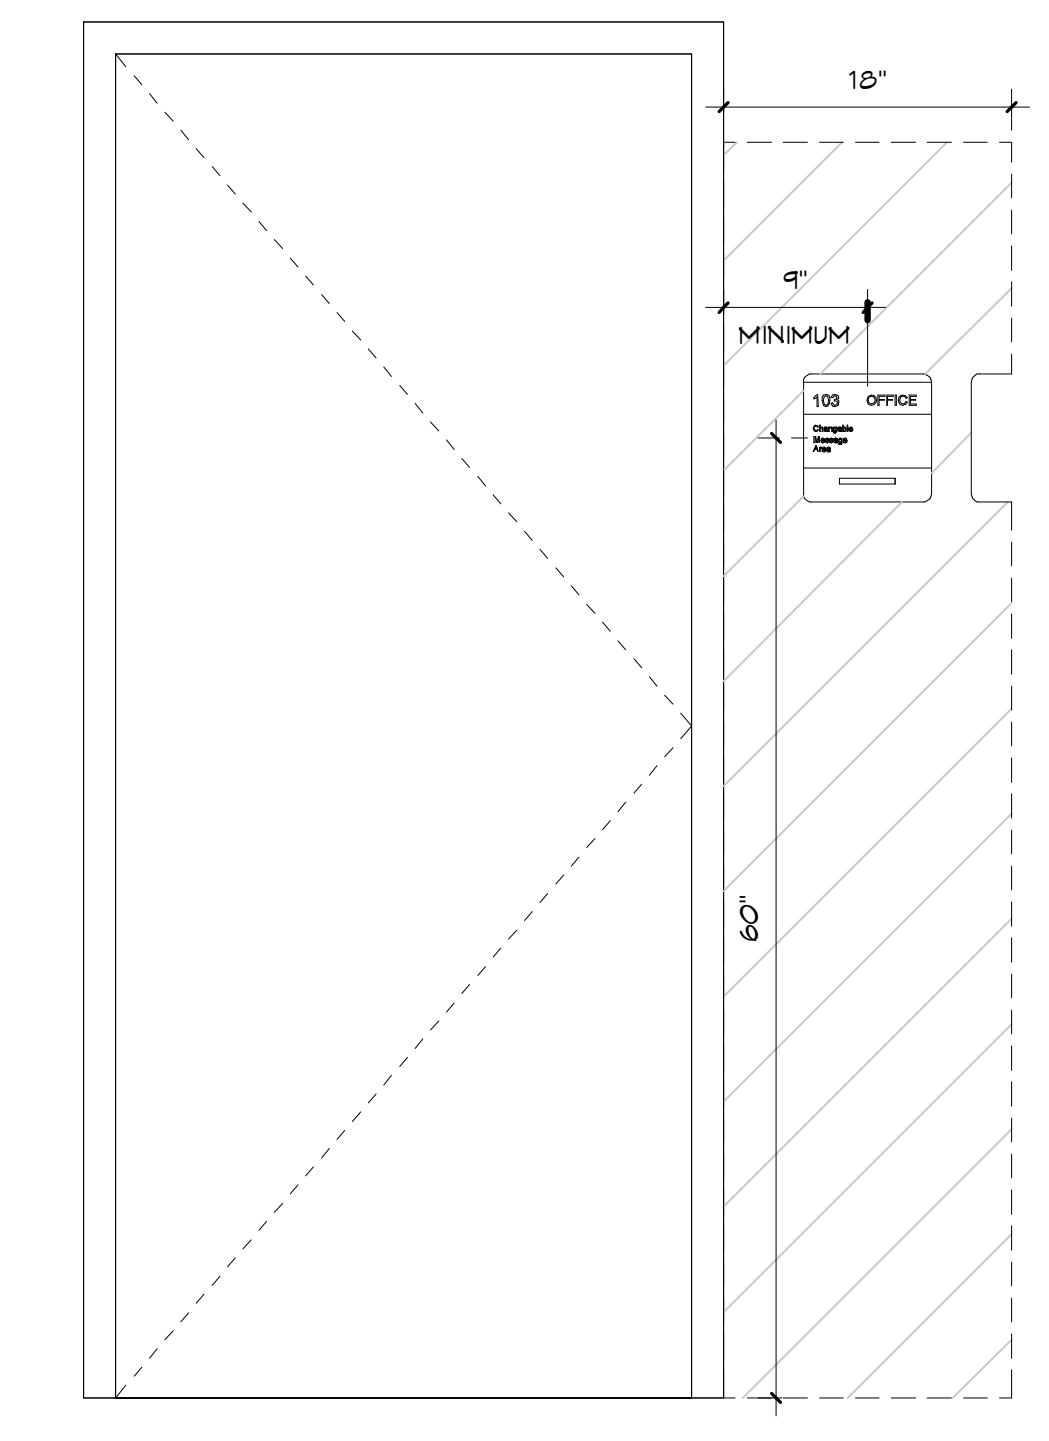 18"
9"
MINIMUM
103 OFFICE
Changable
Message
Area
60"